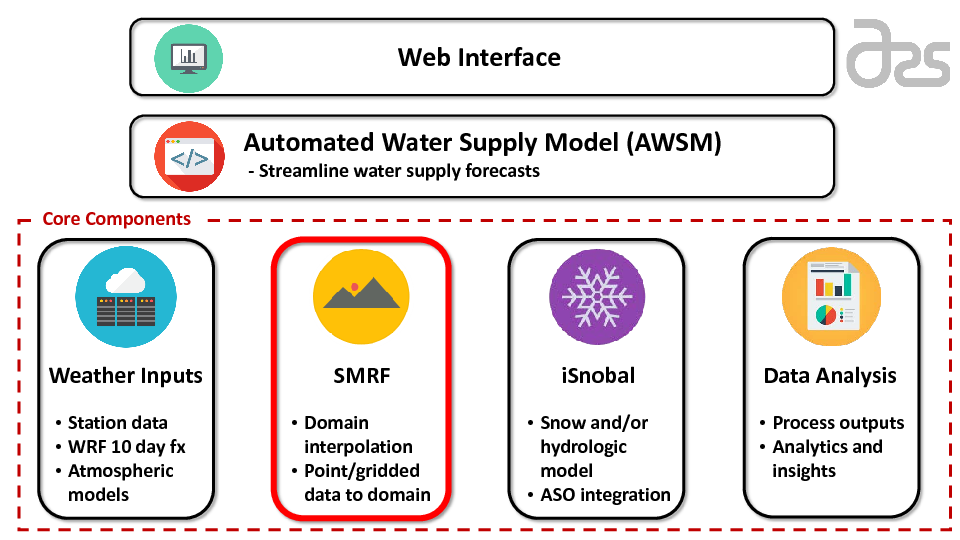 Web Interface
ars
Automated Water Supply Model (AWSM)
- Streamline water supply forecasts
</>
Core Components
Weather Inputs
• Station data
• WRF 10 day fx
• Atmospheric
models
SMRF
• Domain
interpolation
• Point/gridded
data to domain
iSnobal
• Snow and/or
hydrologic
model
• ASO integration
Data Analysis
• Process outputs
• Analytics and
insights